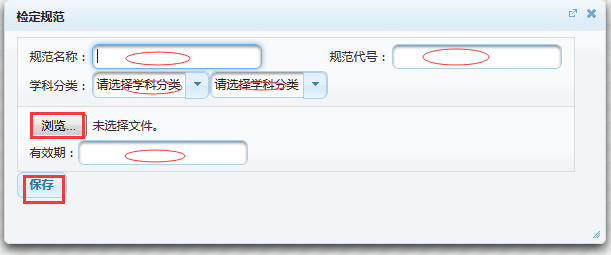 检定规范
规范名称： 规范代号：
学科分类： 请选择学科分类 请选择学科分类
浏览... 未选择文件。
有效期：
保存